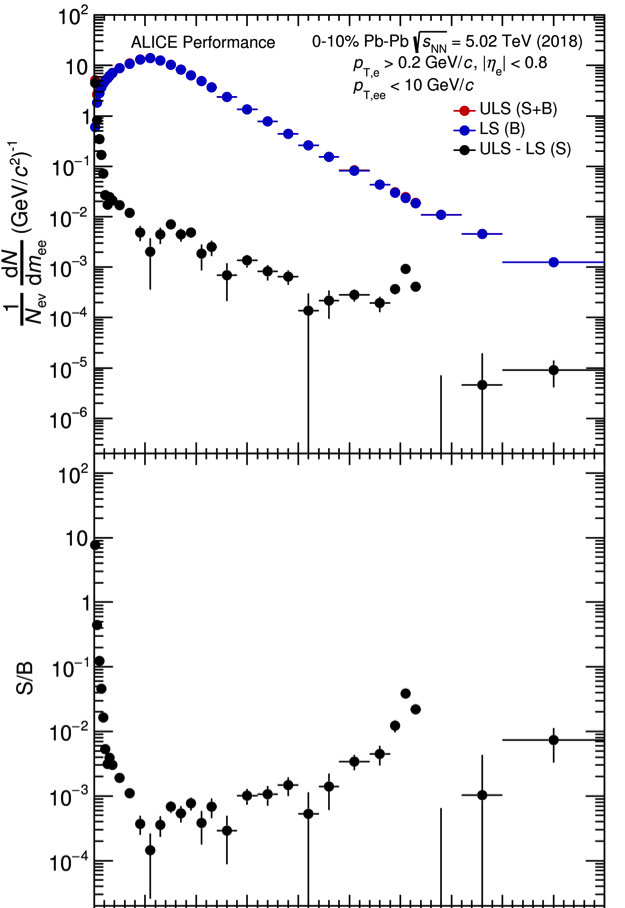 10²
ALICE Performance
0-10% Pb-Pb √sNN = 5.02 TeV (2018)
pT,e > 0.2 GeV/c, |ηe| < 0.8
pT,ee < 10 GeV/c
ULS (S+B)
LS (B)
ULS - LS (S)
1/Nev dN/dmee (GeV/c²)⁻¹
10
1
10⁻¹
10⁻²
10⁻³
10⁻⁴
10⁻⁵
10⁻⁶
S/B
10²
10
1
10⁻¹
10⁻²
10⁻³
10⁻⁴